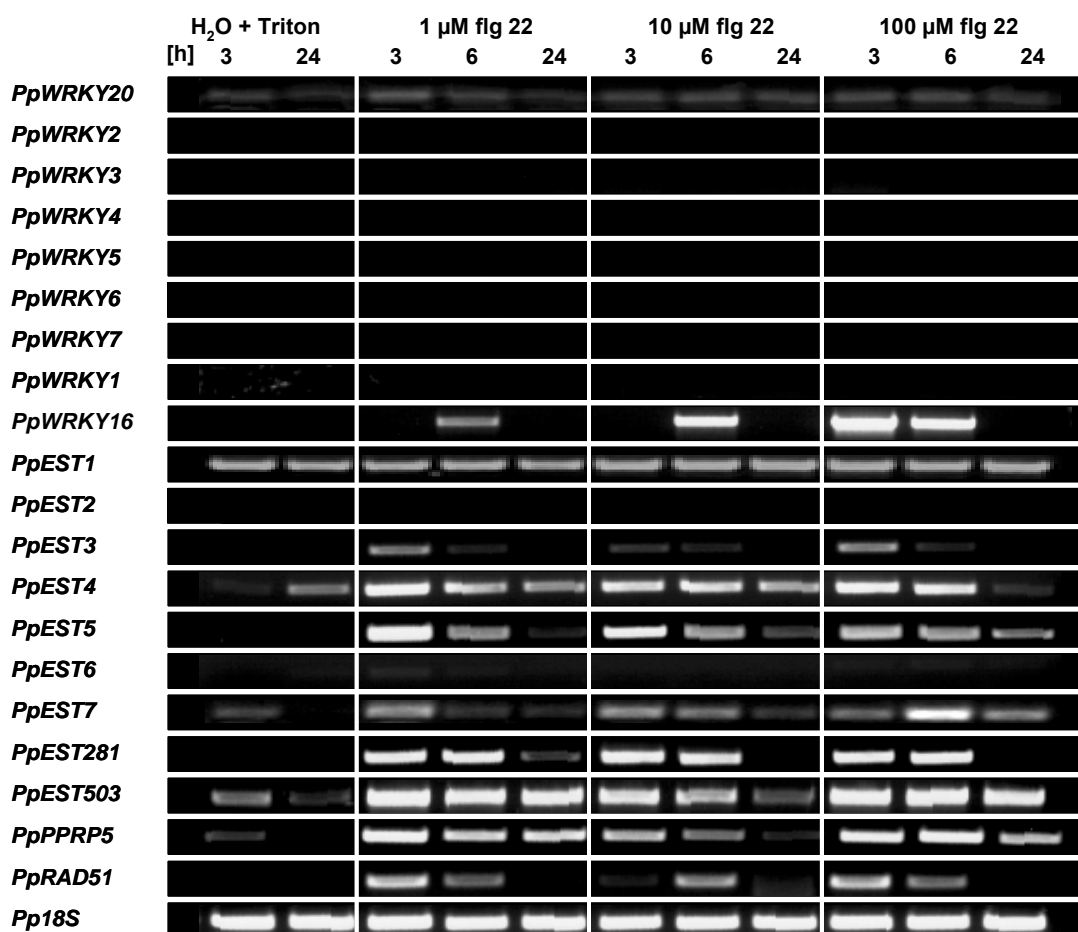 H₂O + Triton 1 µM flg 22 10 µM flg 22 100 µM flg 22
[h] 3 24 3 6 24 3 6 24 3 6 24
PpWRKY20
PpWRKY2
PpWRKY3
PpWRKY4
PpWRKY5
PpWRKY6
PpWRKY7
PpWRKY1
PpWRKY16
PpEST1
PpEST2
PpEST3
PpEST4
PpEST5
PpEST6
PpEST7
PpEST281
PpEST503
PpPPRP5
PpRAD51
Pp18S